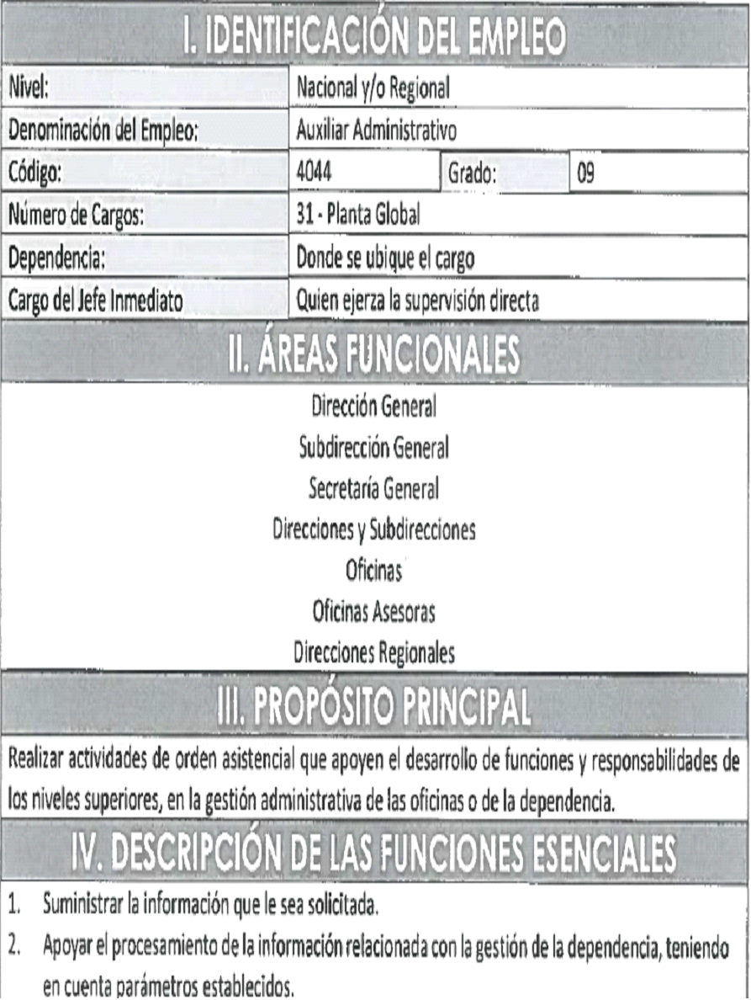 I. IDENTIFICACIÓN DEL EMPLEO
Nivel: Nacional y/o Regional
Denominación del Empleo: Auxiliar Administrativo
Código: 4044 Grado: 09
Número de Cargos: 31 - Planta Global
Dependencia: Donde se ubique el cargo
Cargo del Jefe Inmediato Quien ejerza la supervisión directa
II. ÁREAS FUNCIONALES
Dirección General
Subdirección General
Secretaría General
Direcciones y Subdirecciones
Oficinas
Oficinas Asesoras
Direcciones Regionales
III. PROPÓSITO PRINCIPAL
Realizar actividades de orden asistencial que apoyen el desarrollo de funciones y responsabilidades de
los niveles superiores, en la gestión administrativa de las oficinas o de la dependencia.
IV. DESCRIPCIÓN DE LAS FUNCIONES ESENCIALES
1. Suministrar la información que le sea solicitada.
2. Apoyar el procesamiento de la información relacionada con la gestión de la dependencia, teniendo
en cuenta parámetros establecidos.